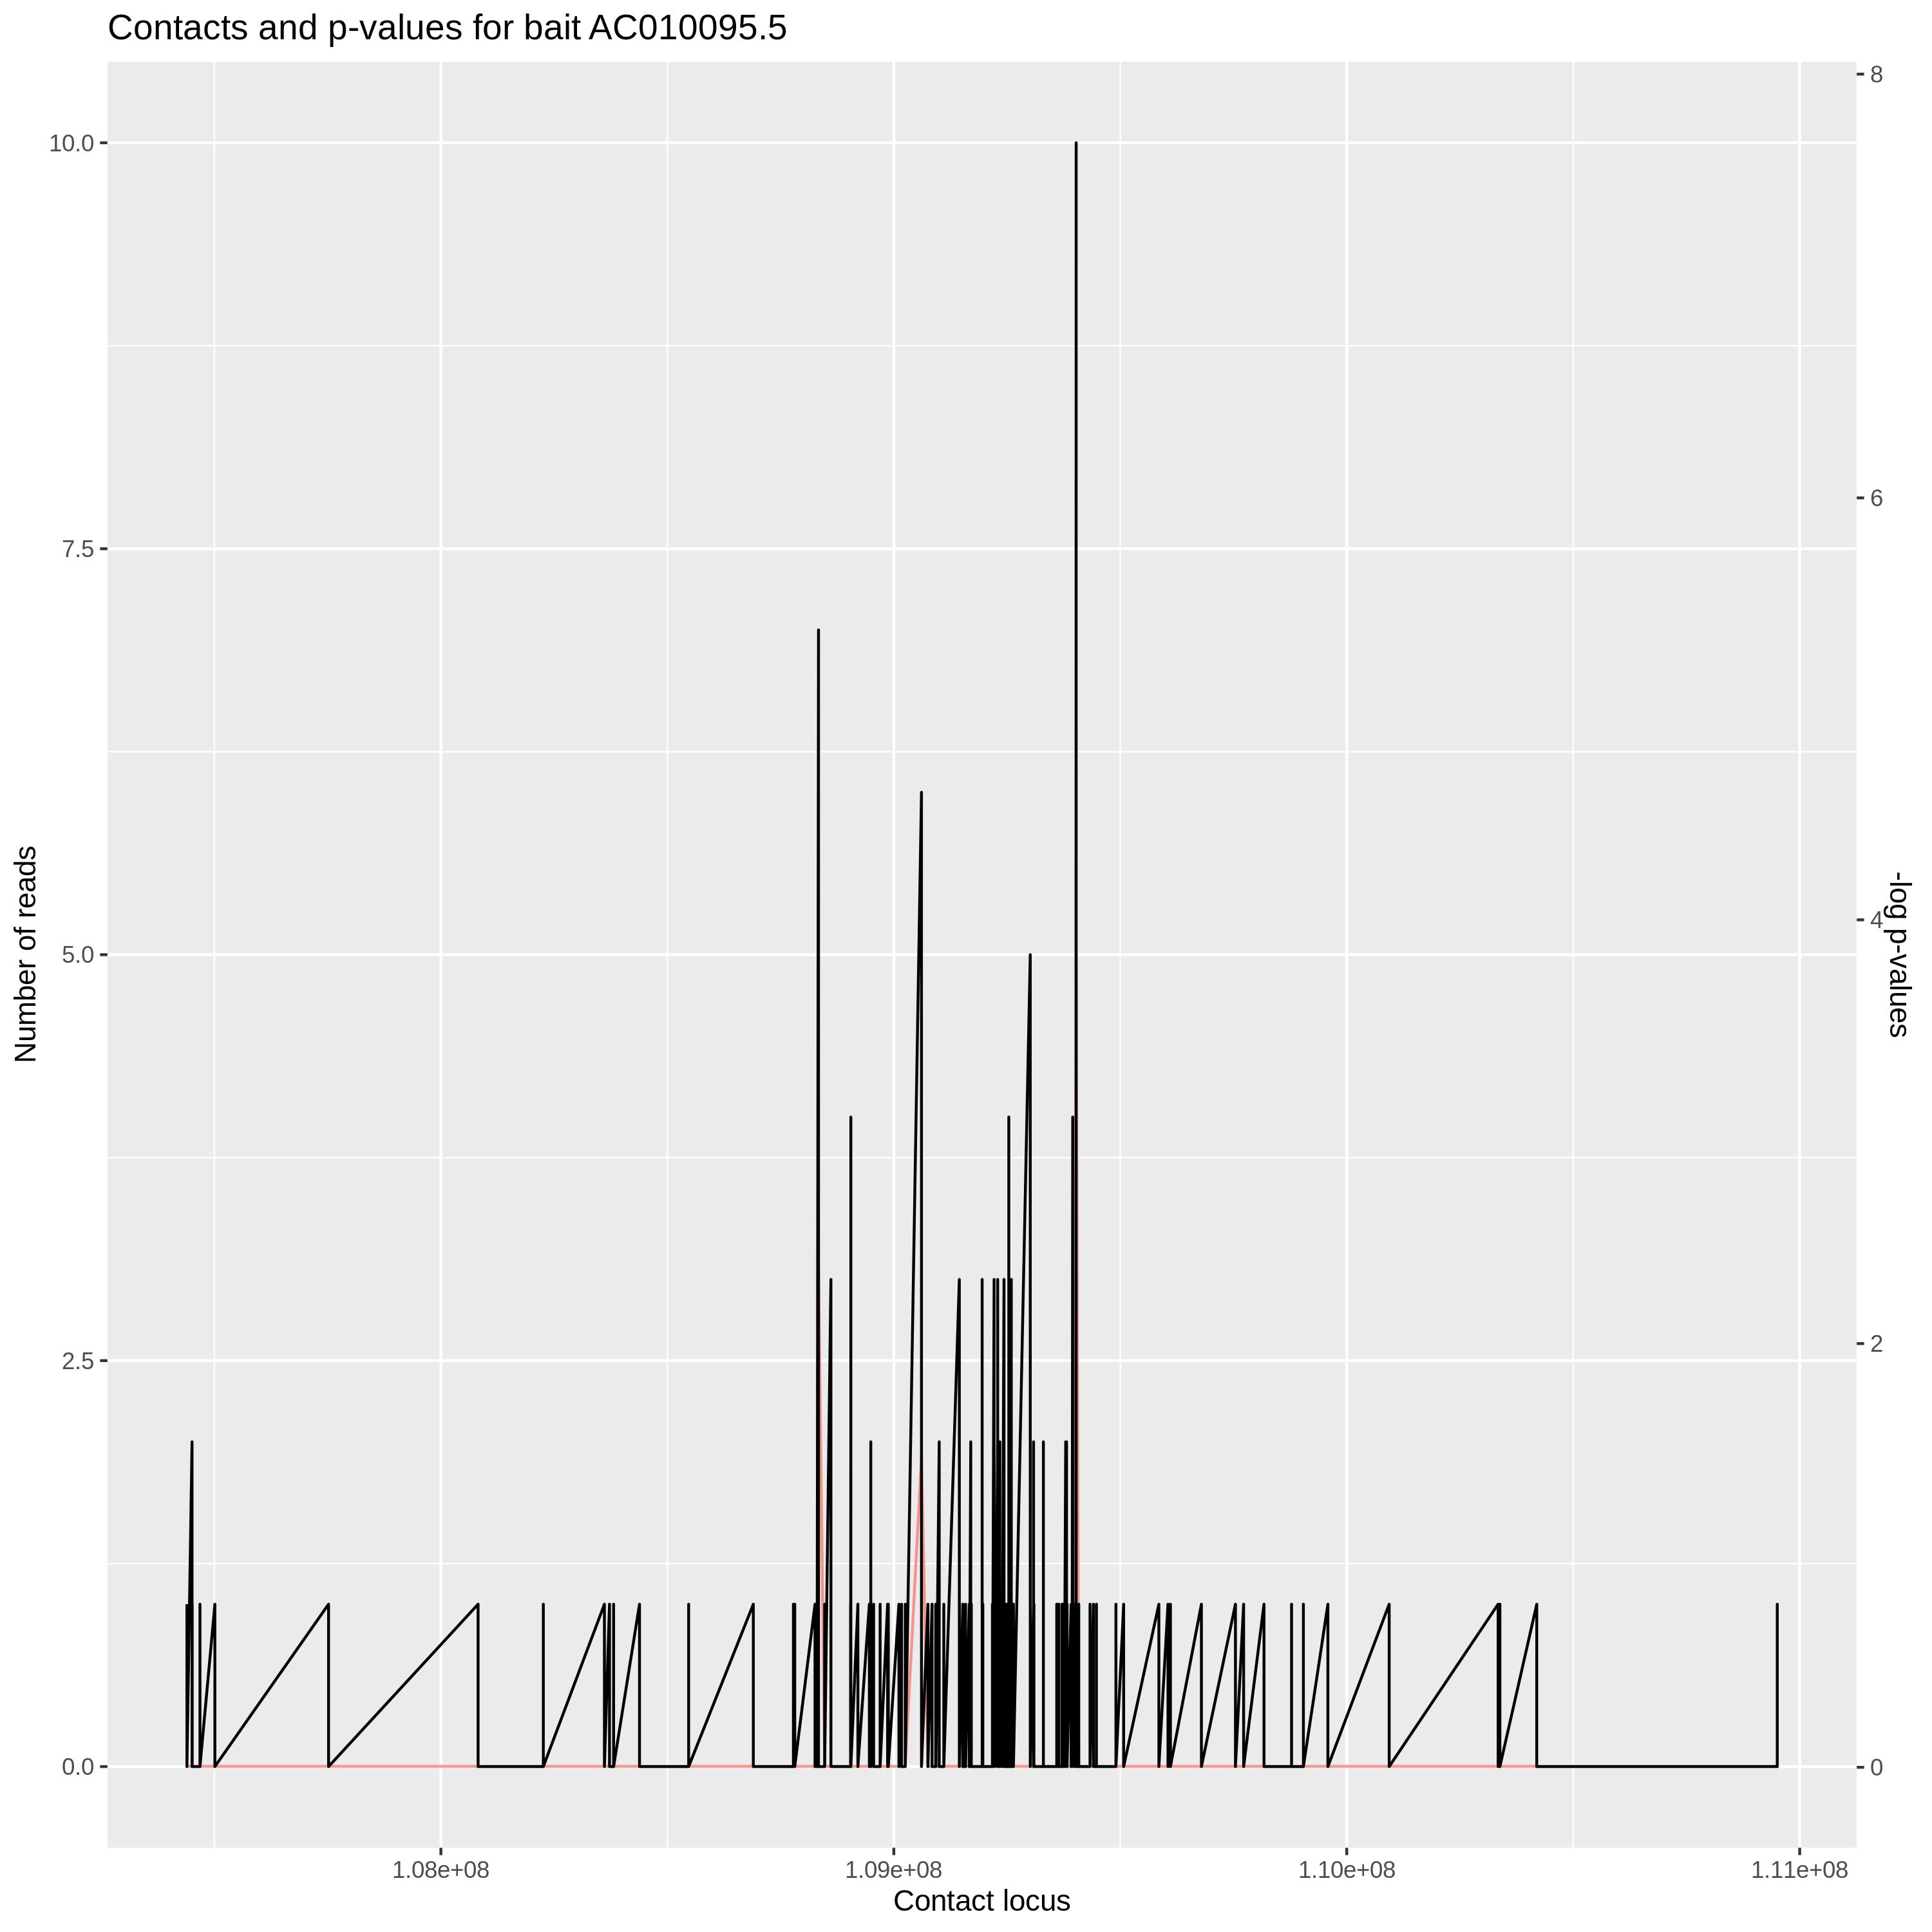 Contacts and p-values for bait AC010095.5
10.0
7.5
5.0
2.5
0.0
Number of reads
8
6
4
2
0
-log p-values
1.08e+08
1.09e+08
1.10e+08
1.11e+08
Contact locus